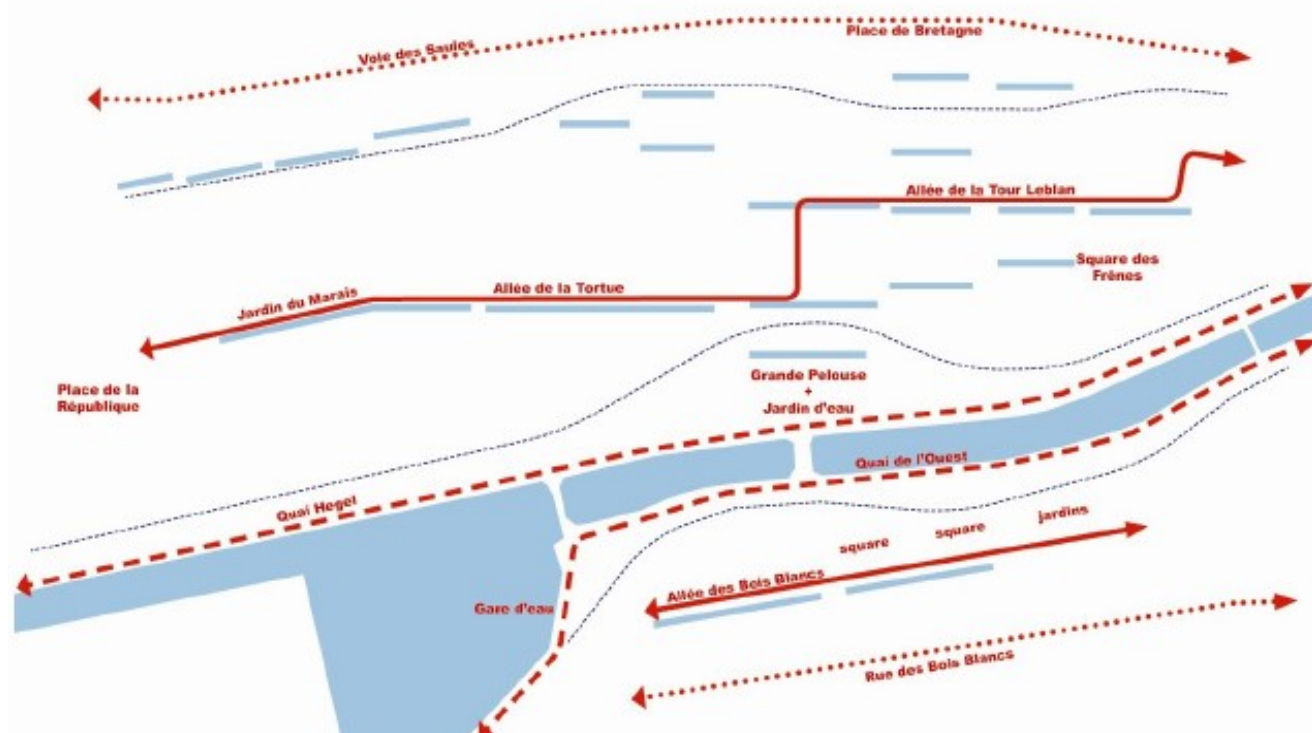 Voie des Saules
Place de Bretagne
Allée de la Tour Leblan
Square des
Frênes
Jardin du Marais
Allée de la Tortue
Place de la
République
Grande Pelouse
+
Jardin d'eau
Quai Hegel
Quai de l'Ouest
square
square
jardins
Allée des Bois Blancs
Gare d'eau
Rue des Bois Blancs